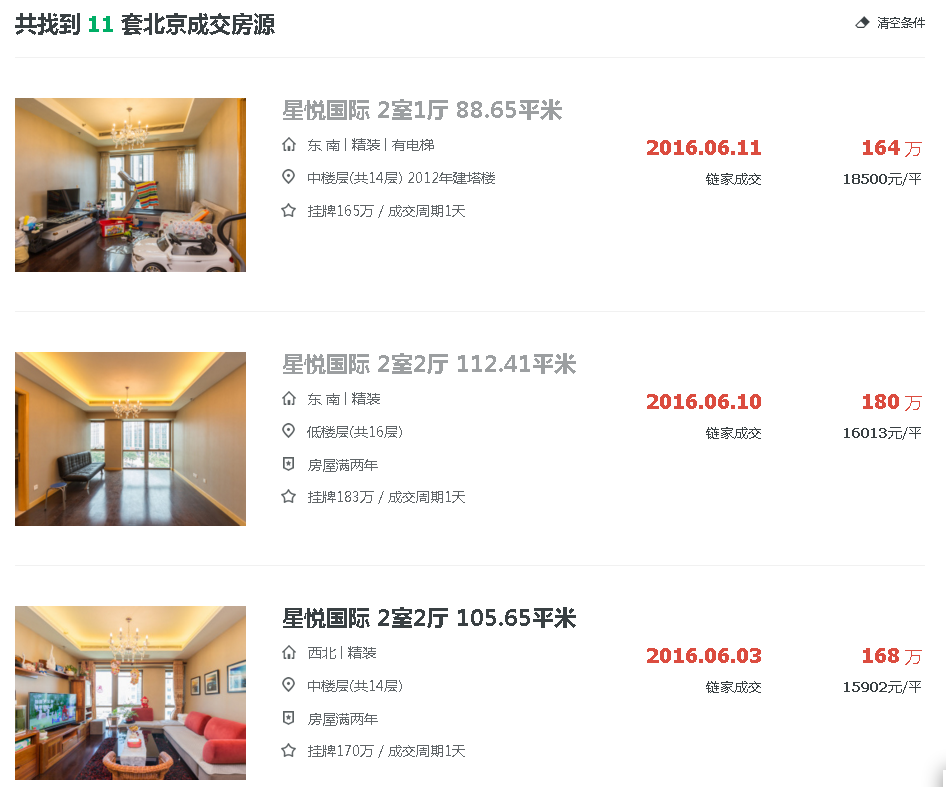 共找到 11 套北京成交房源
清空条件
星悦国际 2室1厅 88.65平米
东 南 | 精装 | 有电梯
2016.06.11
164 万
中楼层(共14层) 2012年建塔楼
链家成交
18500元/平
挂牌165万 / 成交周期1天
星悦国际 2室2厅 112.41平米
东 南 | 精装
2016.06.10
180 万
低楼层(共16层)
链家成交
16013元/平
房屋满两年
挂牌183万 / 成交周期1天
星悦国际 2室2厅 105.65平米
西北 | 精装
2016.06.03
168 万
中楼层(共14层)
链家成交
15902元/平
房屋满两年
挂牌170万 / 成交周期1天